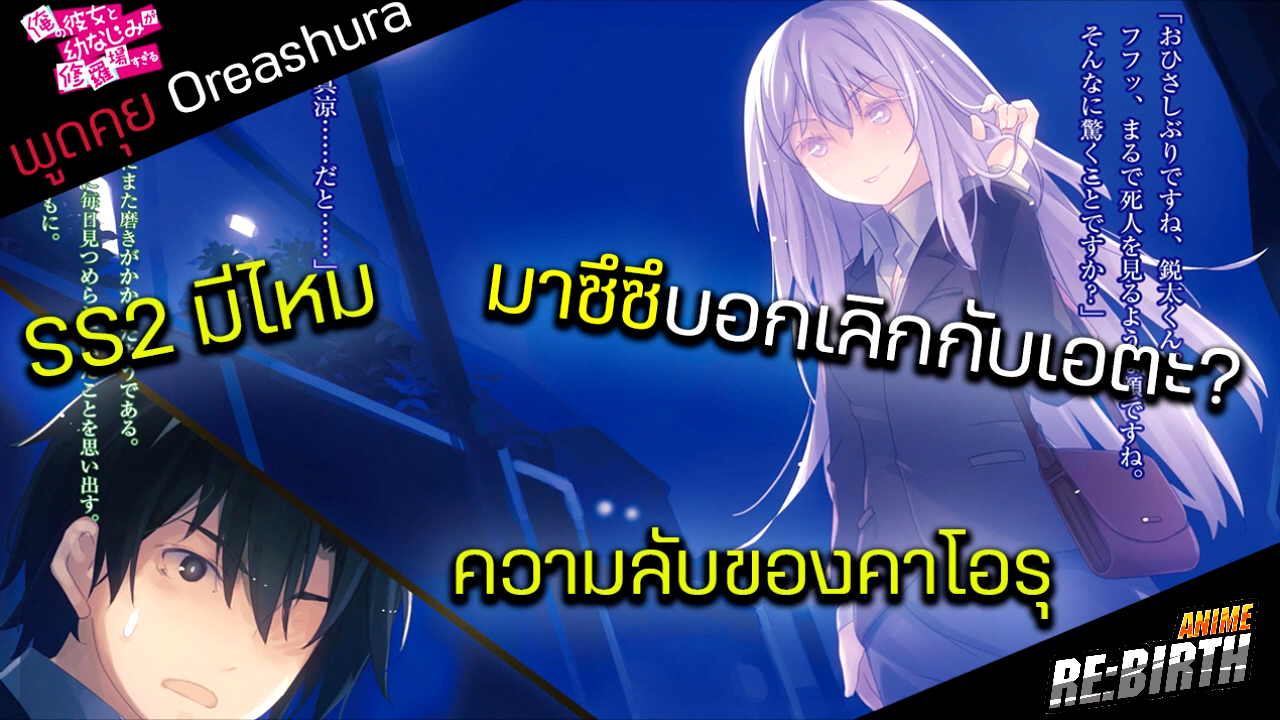 俺の彼女と
幼なじみが
修羅場すぎる
พูดคุย Oreashura
「おひさしぶりですね、鋭太くん
フフッ、まるで死人を見るよう
顔ですね。
そんなに驚くことですか？」
涼……だと……」
また磨きがかか
である。
毎日見つめら
ことを思い出す。
もに。
SS2 มีไหม
มาซึซึบอกเลิกกับเอตะ?
ความลับของคาโอรุ
ANIME
RE:BIRTH